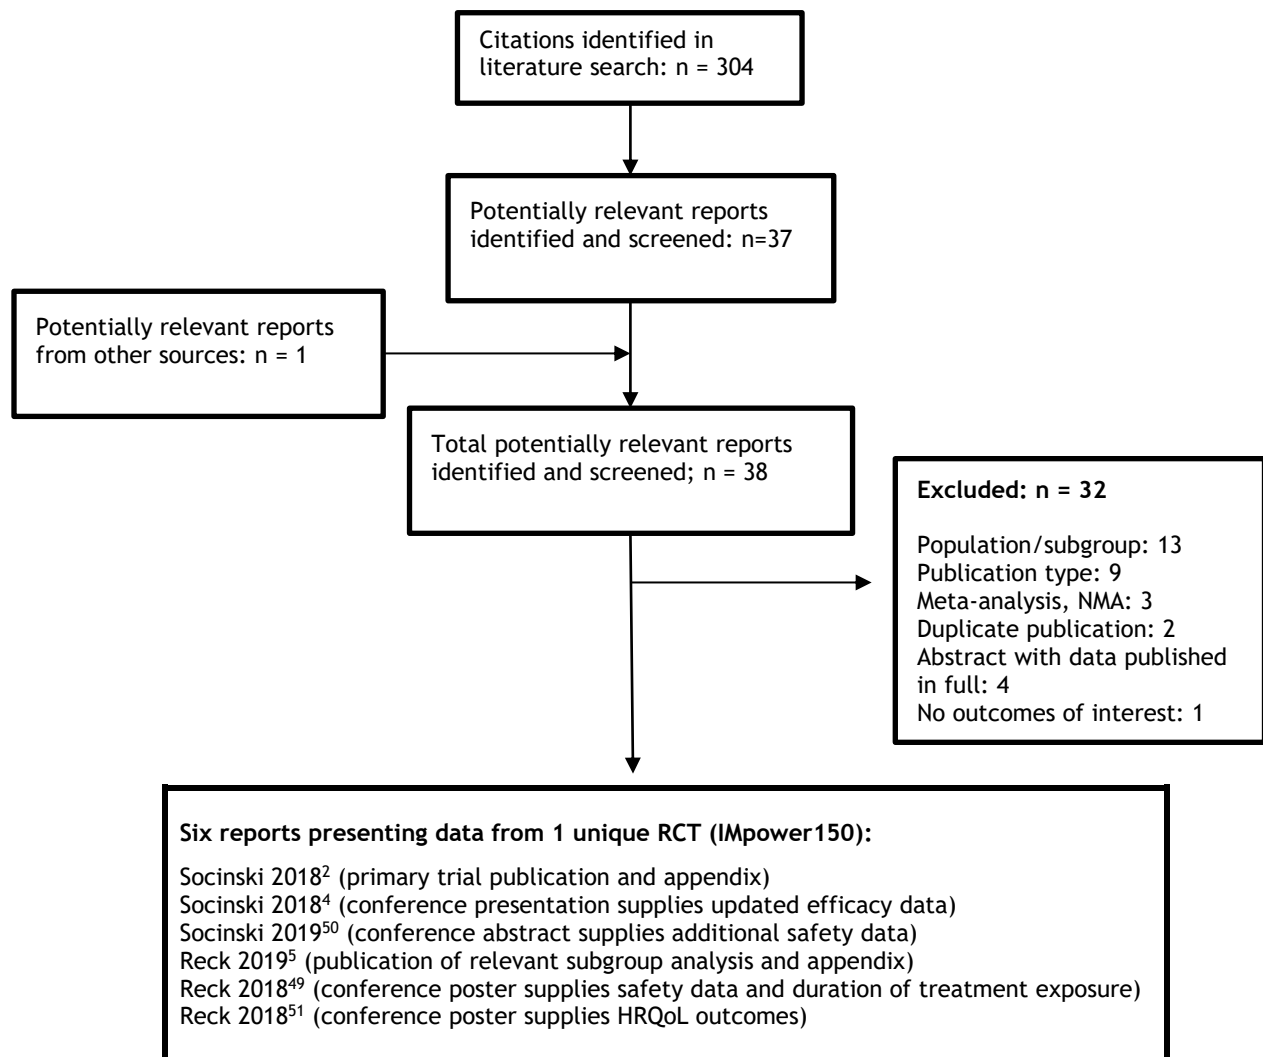 Citations identified in
literature search: n = 304
Potentially relevant reports
identified and screened: n=37
Potentially relevant reports
from other sources: n = 1
Total potentially relevant reports
identified and screened; n = 38
Excluded: n = 32
Population/subgroup: 13
Publication type: 9
Meta-analysis, NMA: 3
Duplicate publication: 2
Abstract with data published
in full: 4
No outcomes of interest: 1
Six reports presenting data from 1 unique RCT (IMpower150):
Socinski 2018² (primary trial publication and appendix)
Socinski 2018⁴ (conference presentation supplies updated efficacy data)
Socinski 2019⁵⁰ (conference abstract supplies additional safety data)
Reck 2019⁵ (publication of relevant subgroup analysis and appendix)
Reck 2018⁴⁹ (conference poster supplies safety data and duration of treatment exposure)
Reck 2018⁵¹ (conference poster supplies HRQoL outcomes)